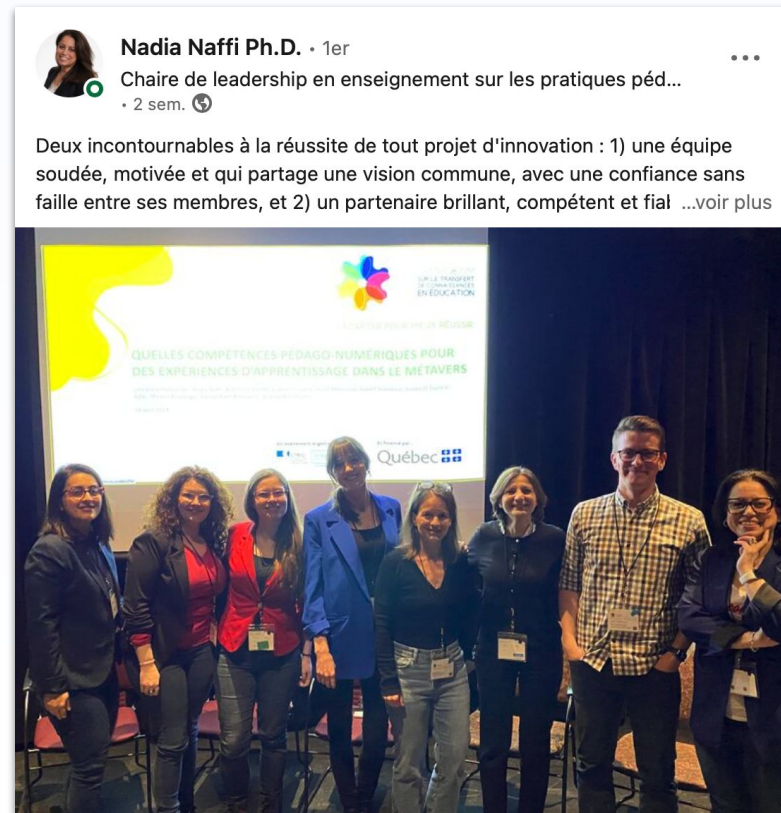 Nadia Naffi Ph.D. • 1er
Chaire de leadership en enseignement sur les pratiques péd...
• 2 sem.
Deux incontournables à la réussite de tout projet d'innovation : 1) une équipe
soudée, motivée et qui partage une vision commune, avec une confiance sans
faille entre ses membres, et 2) un partenaire brillant, compétent et fial ...voir plus
SUR LE TRANSFERT
DE CONNAISSANCES
EN ÉDUCATION
QUELLES COMPÉTENCES PÉDAGO-NUMÉRIQUES POUR
DES EXPÉRIENCES D'APPRENTISSAGE DANS LE MÉTAVERS
Québec